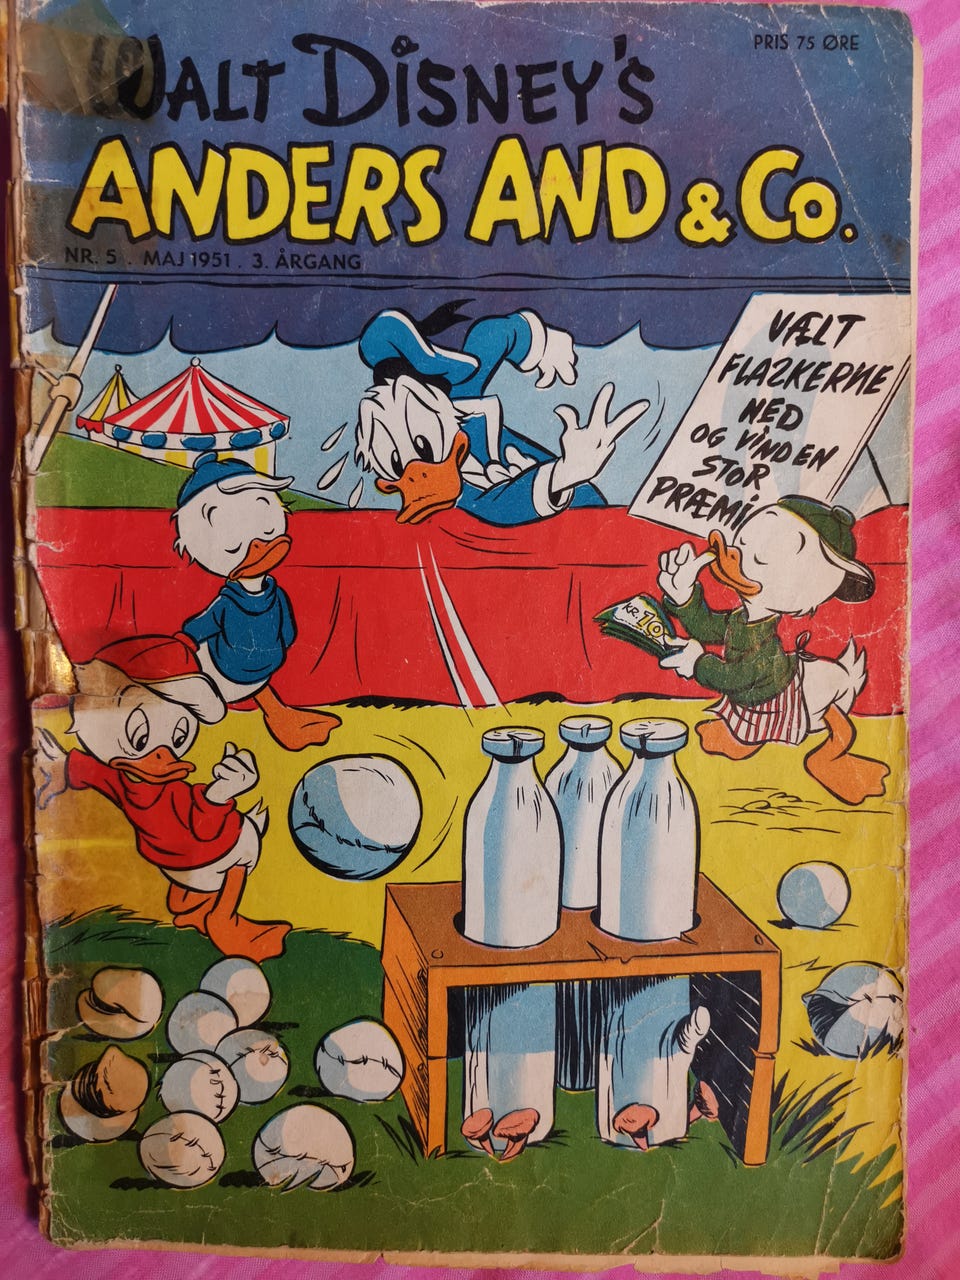 PRIS 75 ØRE
WALT DISNEY'S
ANDERS AND & Co.
NR. 5 . MAJ 1951 . 3. ÅRGANG
VÆLT
FLASKERNE
NED
OG VIND EN
STOR
PRÆMI
KR. 10